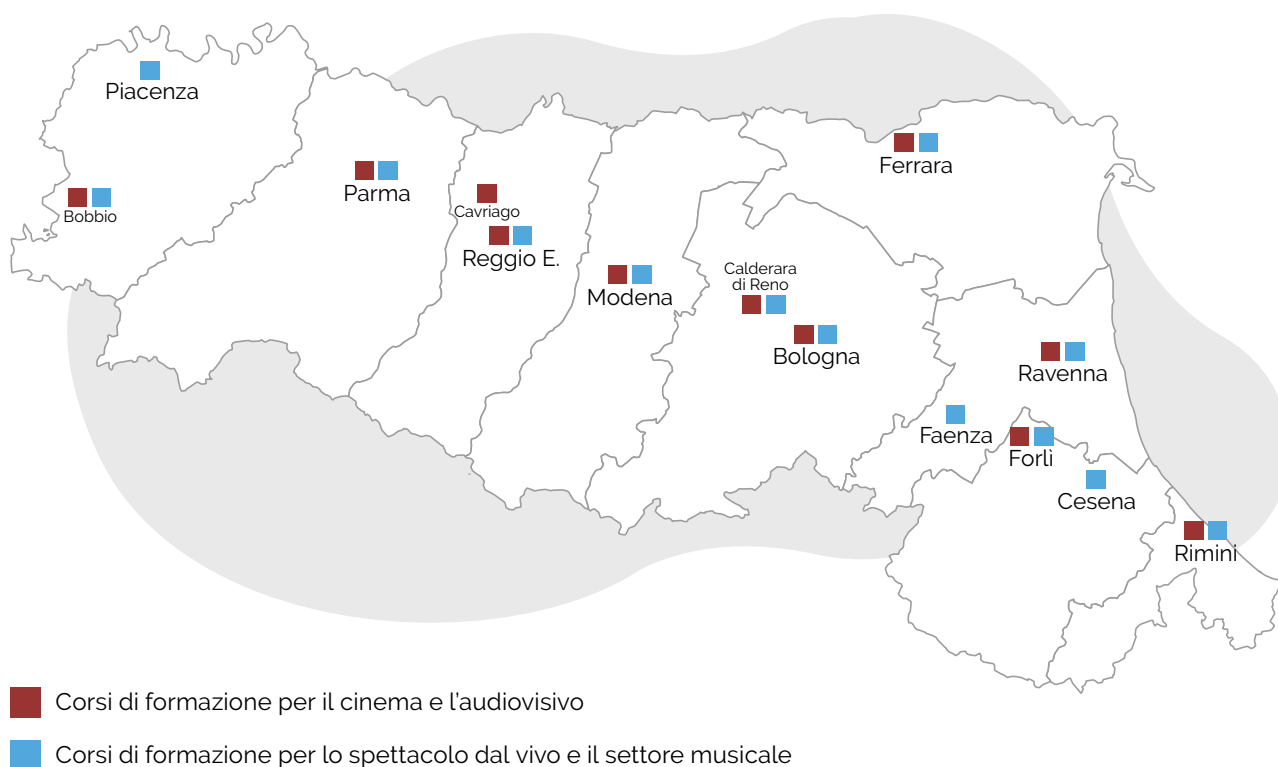 Piacenza
Bobbio
Parma
Cavriago
Reggio E.
Modena
Calderara
di Reno
Bologna
Ferrara
Ravenna
Faenza
Forlì
Cesena
Rimini
Corsi di formazione per il cinema e l'audiovisivo
Corsi di formazione per lo spettacolo dal vivo e il settore musicale